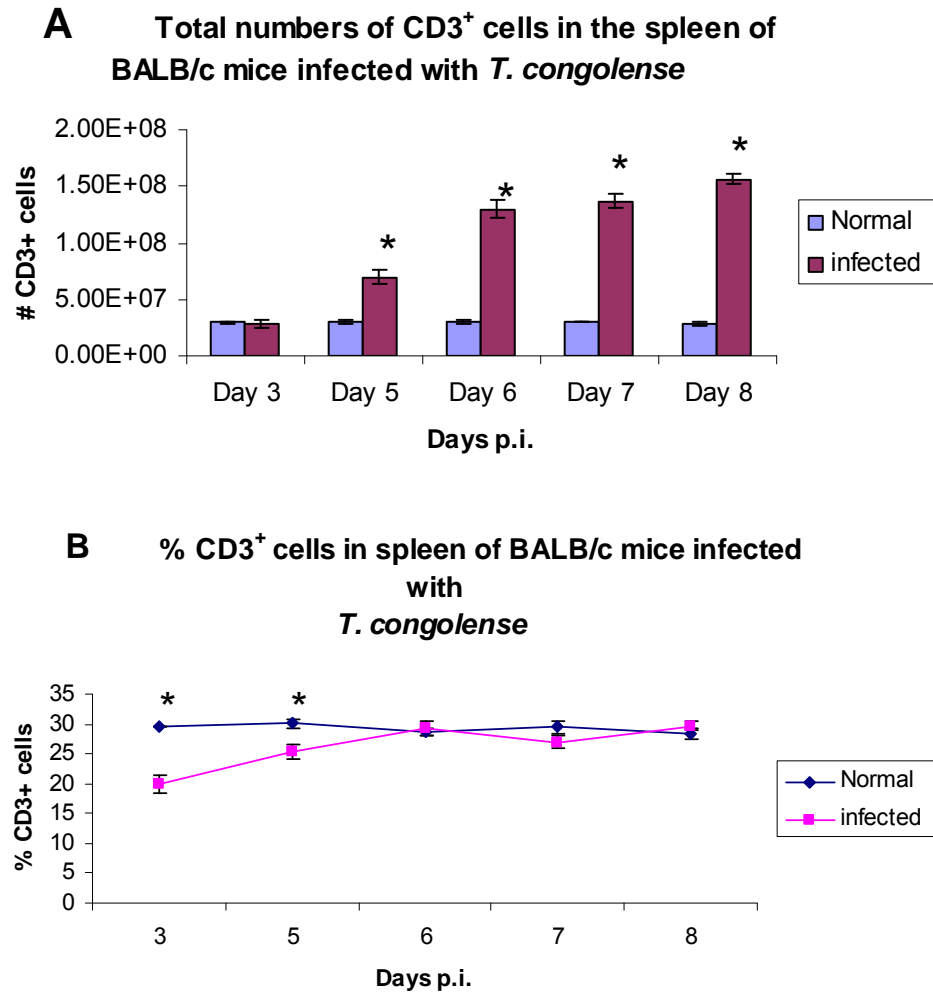 A Total numbers of CD3⁺ cells in the spleen of
BALB/c mice infected with T. congolense
# CD3+ cells
2.00E+08
1.50E+08
1.00E+08
5.00E+07
0.00E+00
* * * *
Day 3 Day 5 Day 6 Day 7 Day 8
Days p.i.
Normal
infected
B % CD3⁺ cells in spleen of BALB/c mice infected
with
T. congolense
% CD3+ cells
35
30
25
20
15
10
5
0
* *
3 5 6 7 8
Days p.i.
Normal
infected